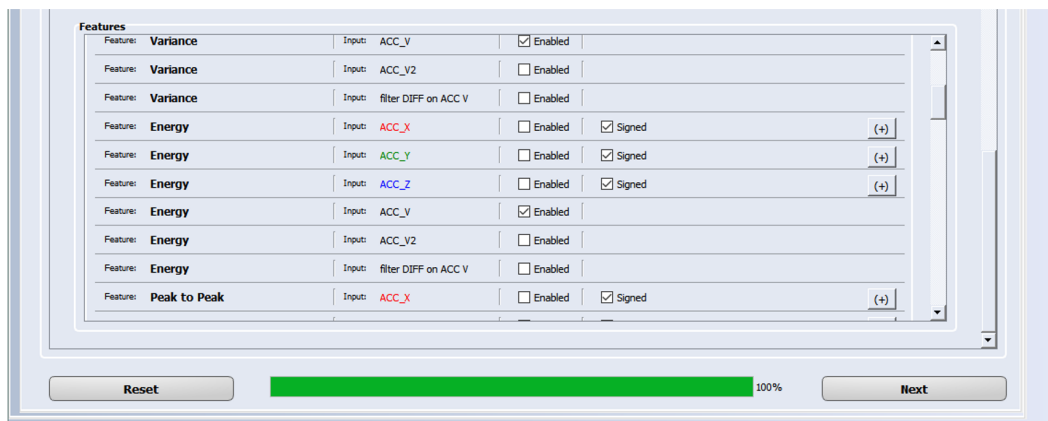 Features
Feature: Variance Input: ACC_V Enabled
Feature: Variance Input: ACC_V2 Enabled
Feature: Variance Input: filter DIFF on ACC V Enabled
Feature: Energy Input: ACC_X Enabled Signed (+)
Feature: Energy Input: ACC_Y Enabled Signed (+)
Feature: Energy Input: ACC_Z Enabled Signed (+)
Feature: Energy Input: ACC_V Enabled
Feature: Energy Input: ACC_V2 Enabled
Feature: Energy Input: filter DIFF on ACC V Enabled
Feature: Peak to Peak Input: ACC_X Enabled Signed (+)
Reset 100% Next